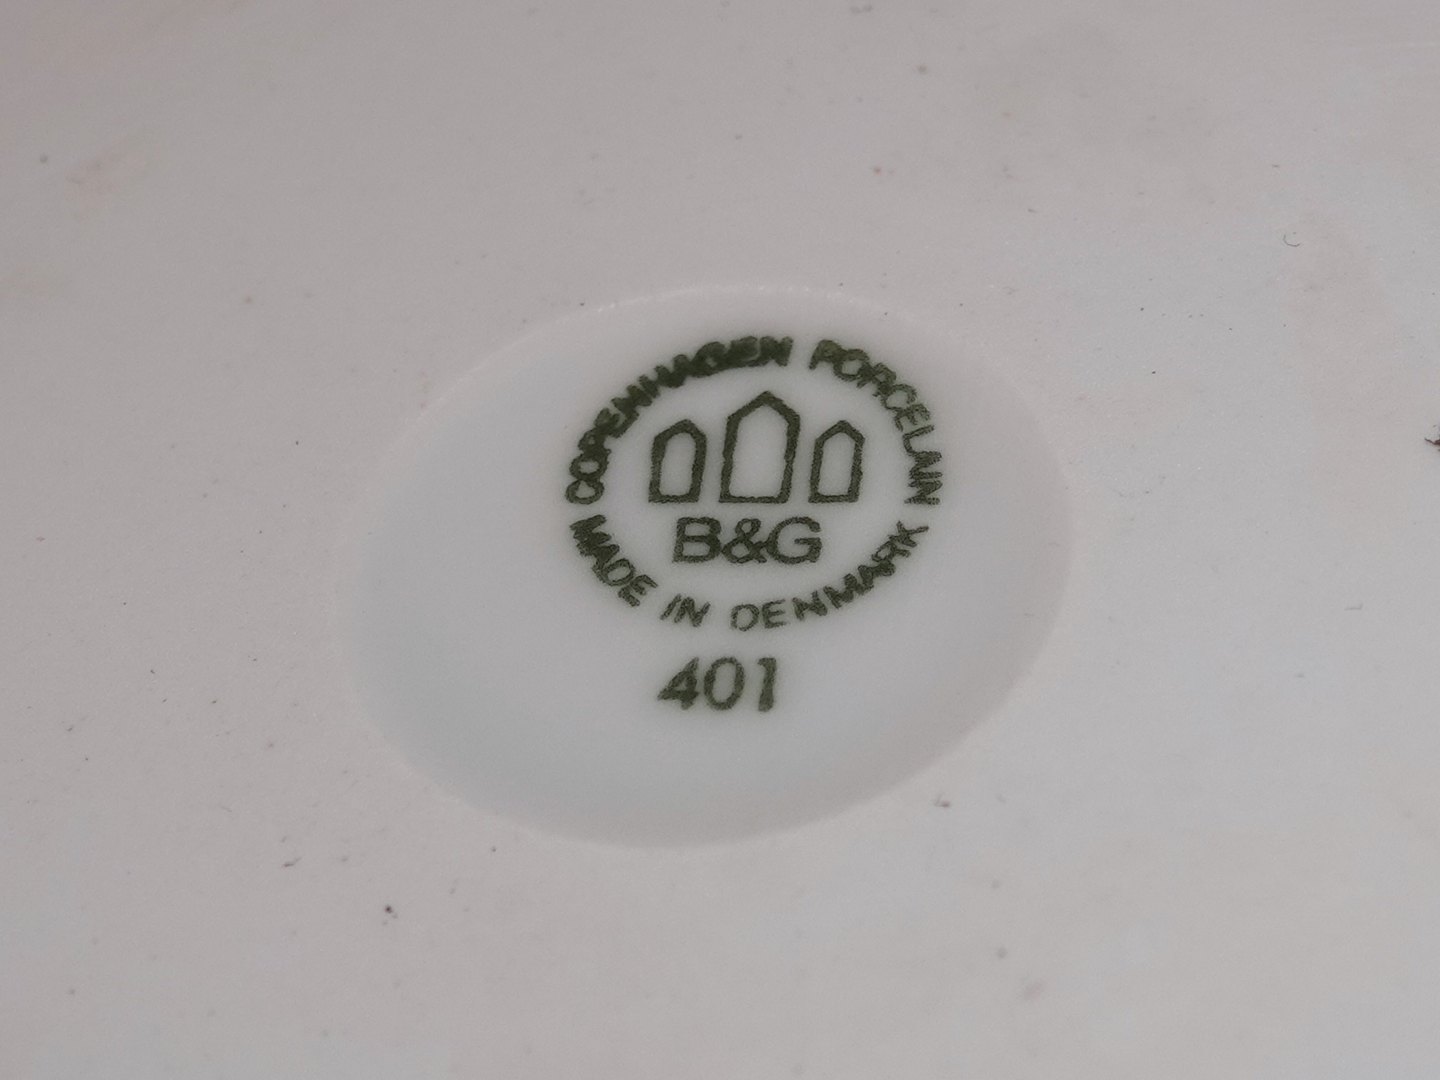 COPENHAGEN PORCELAIN
B&G
MADE IN DENMARK
401